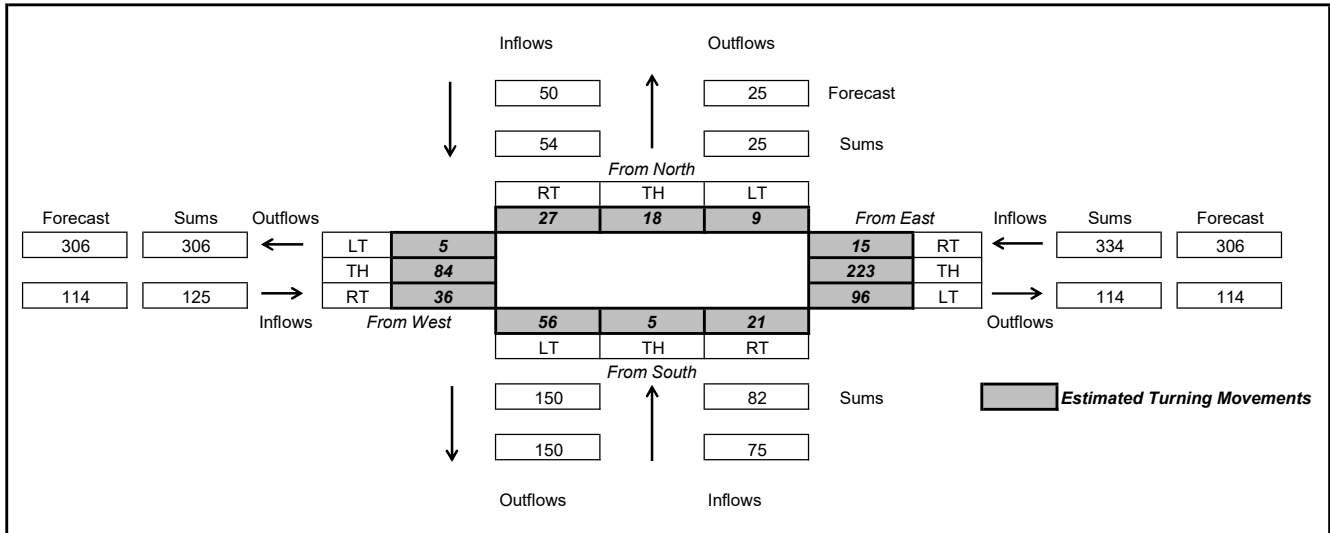 Inflows Outflows
50 25 Forecast
54 25 Sums
From North
RT TH LT
Forecast Sums Outflows 27 18 9 From East Inflows Sums Forecast
306 306 LT 5 15 RT 334 306
TH 84 223 TH
114 125 RT 36 96 LT 114 114
Inflows From West 56 5 21 Outflows
LT TH RT
From South
150 82 Sums Estimated Turning Movements
150 75
Outflows Inflows